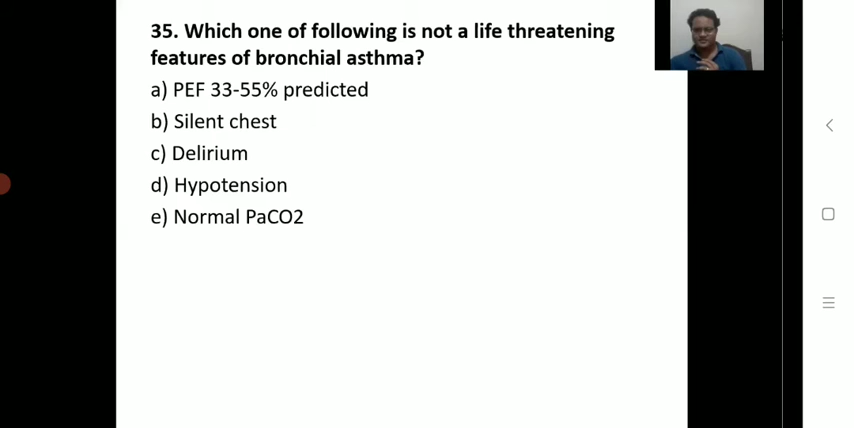 35. Which one of following is not a life threatening
features of bronchial asthma?
a) PEF 33-55% predicted
b) Silent chest
c) Delirium
d) Hypotension
e) Normal PaCO2